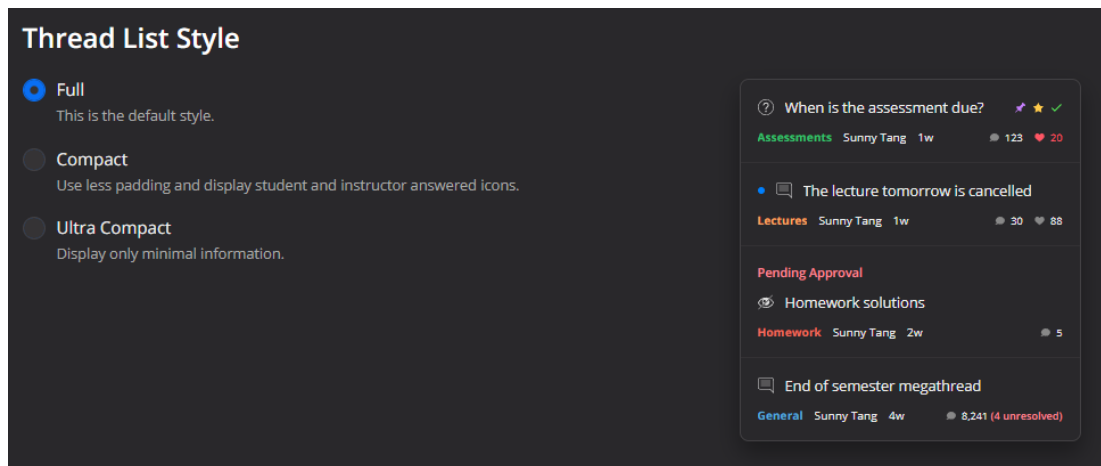 Thread List Style
Full
This is the default style.
Compact
Use less padding and display student and instructor answered icons.
Ultra Compact
Display only minimal information.
When is the assessment due?
Assessments Sunny Tang 1w 123 20
The lecture tomorrow is cancelled
Lectures Sunny Tang 1w 30 88
Pending Approval
Homework solutions
Homework Sunny Tang 2w 5
End of semester megathread
General Sunny Tang 4w 8,241 (4 unresolved)